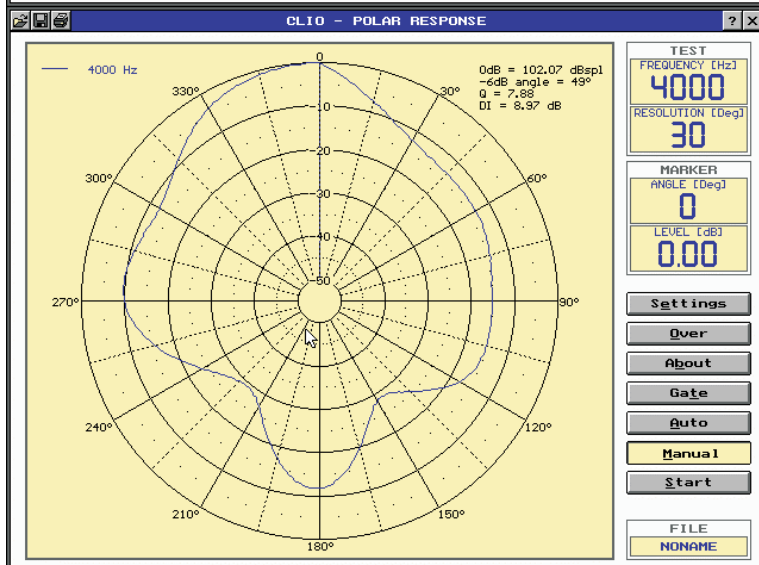 CLIO - POLAR RESPONSE
? X
4000 Hz
0dB = 102.07 dBspl
-6dB angle = 49°
Q = 7.88
DI = 8.97 dB
0
330°
30°
-10
-20
300°
60°
-30
-40
-50
270°
90°
240°
120°
210°
150°
180°
TEST
FREQUENCY [Hz]
4000
RESOLUTION [Deg]
30
MARKER
ANGLE [Deg]
0
LEVEL [dB]
0.00
Settings
Over
About
Gate
Auto
Manual
Start
FILE
NONAME